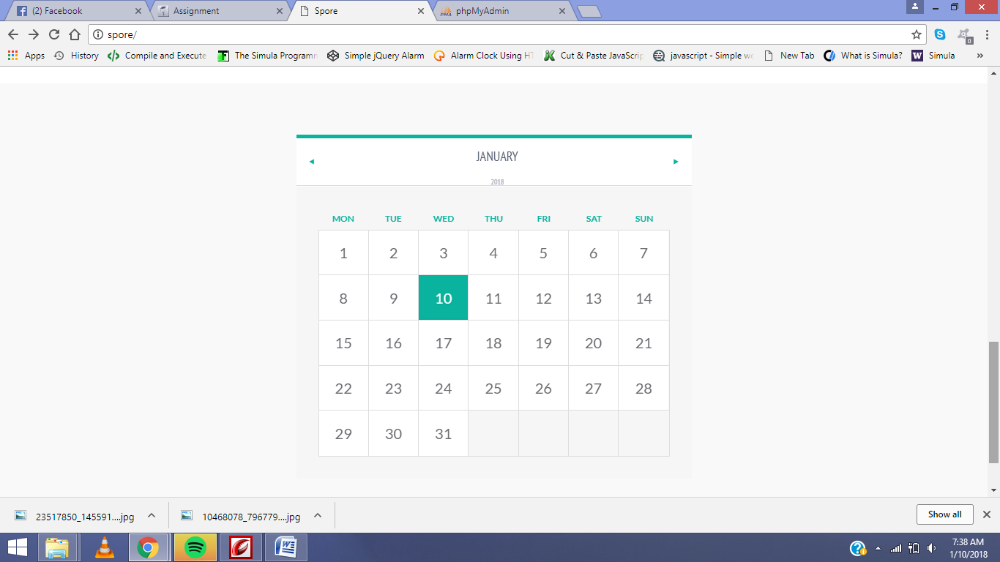 (2) Facebook Assignment Spore phpMyAdmin
spore/
Apps History Compile and Execute The Simula Programm Simple jQuery Alarm Alarm Clock Using HT Cut & Paste JavaScrip javascript - Simple we New Tab What is Simula? Simula »
JANUARY
2018
MON TUE WED THU FRI SAT SUN
1 2 3 4 5 6 7
8 9 10 11 12 13 14
15 16 17 18 19 20 21
22 23 24 25 26 27 28
29 30 31
23517850_145591....jpg 10468078_796779....jpg Show all
7:38 AM
1/10/2018